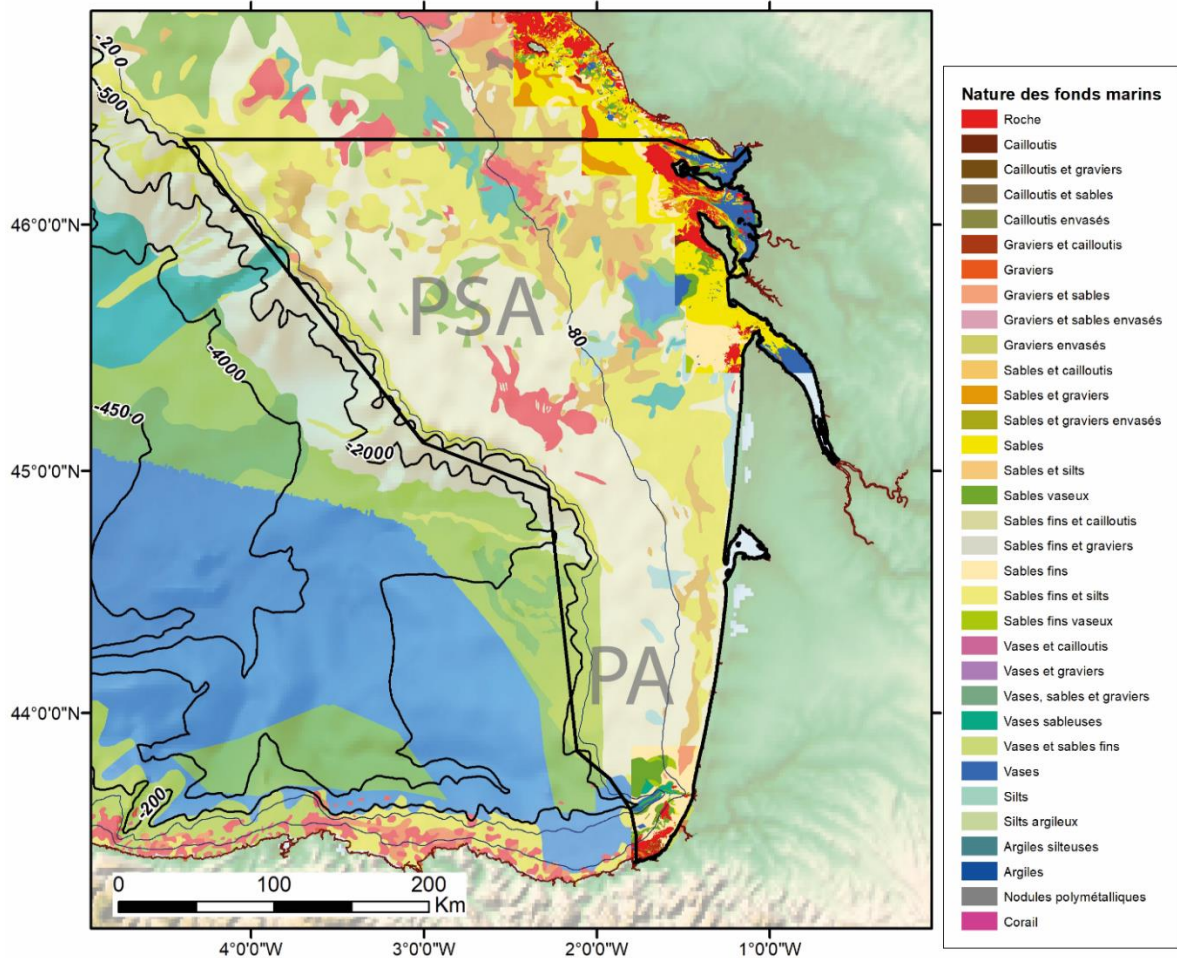 -200
-500
46°0'0"N
PSA
-80
-4000
-4500
-2000
45°0'0"N
PA
44°0'0"N
-200
0 100 200
Km
4°0'0"W 3°0'0"W 2°0'0"W 1°0'0"W
Nature des fonds marins
Roche
Cailloutis
Cailloutis et graviers
Cailloutis et sables
Cailloutis envasés
Graviers et cailloutis
Graviers
Graviers et sables
Graviers et sables envasés
Graviers envasés
Sables et cailloutis
Sables et graviers
Sables et graviers envasés
Sables
Sables et silts
Sables vaseux
Sables fins et cailloutis
Sables fins et graviers
Sables fins
Sables fins et silts
Sables fins vaseux
Vases et cailloutis
Vases et graviers
Vases, sables et graviers
Vases sableuses
Vases et sables fins
Vases
Silts
Silts argileux
Argiles silteuses
Argiles
Nodules polymétalliques
Corail